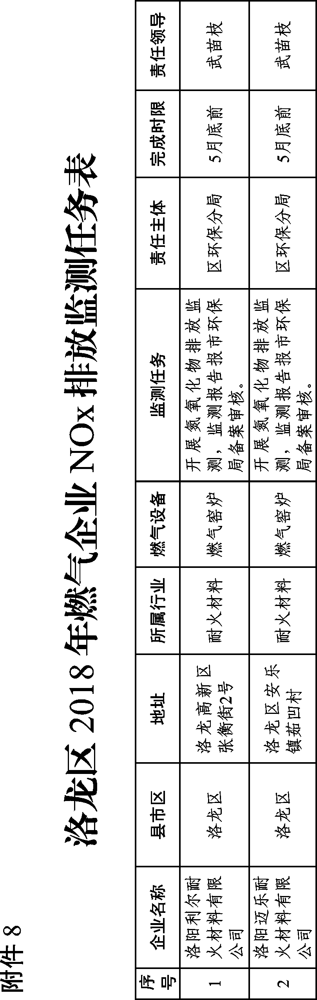 附件 8
洛龙区 2018 年燃气企业 NOx 排放监测任务表
序
号
企业名称
县市区
地址
所属行业
燃气设备
监测任务
责任主体
完成时限
责任领导
1
洛阳利尔耐
火材料有限
公司
洛龙区
洛龙高新区
张衡街2号
耐火材料
燃气窑炉
开展氮氧化物排放监
测，监测报告报市环保
局备案审核。
区环保分局
5月底前
武苗枝
2
洛阳迈乐耐
火材料有限
公司
洛龙区
洛龙区安乐
镇茹凹村
耐火材料
燃气窑炉
开展氮氧化物排放监
测，监测报告报市环保
局备案审核。
区环保分局
5月底前
武苗枝